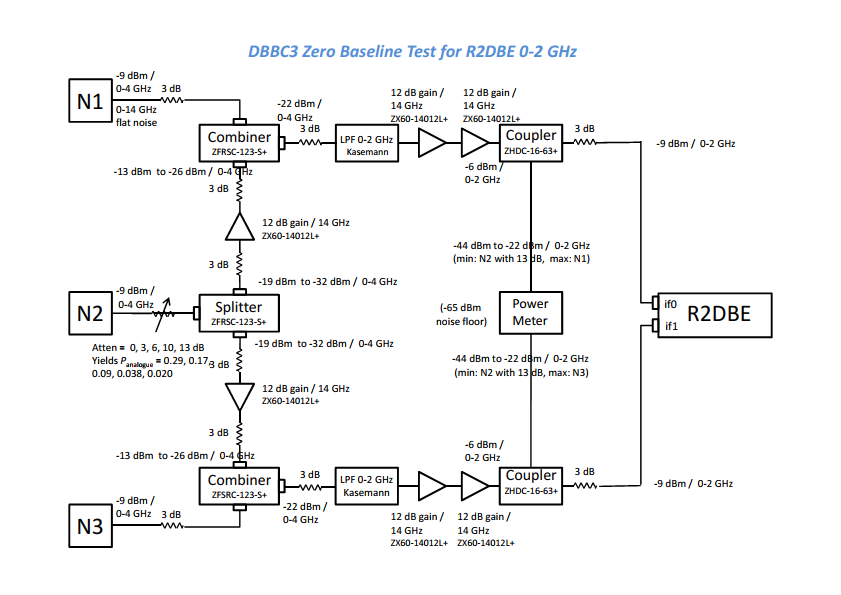 DBBC3 Zero Baseline Test for R2DBE 0-2 GHz
-9 dBm /
0-4 GHz
3 dB
N1
0-14 GHz
flat noise
-22 dBm /
0-4 GHz
3 dB
12 dB gain /
14 GHz
ZX60-14012L+
12 dB gain /
14 GHz
ZX60-14012L+
Combiner
ZFRSC-123-S+
LPF 0-2 GHz
Kasemann
Coupler
ZHDC-16-63+
3 dB
-9 dBm / 0-2 GHz
-6 dBm /
0-2 GHz
-13 dBm to -26 dBm / 0-4 GHz
3 dB
12 dB gain / 14 GHz
ZX60-14012L+
3 dB
-44 dBm to -22 dBm / 0-2 GHz
(min: N2 with 13 dB, max: N1)
-19 dBm to -32 dBm / 0-4 GHz
-9 dBm /
0-4 GHz
N2
Splitter
ZFRSC-123-S+
(-65 dBm
noise floor)
Power
Meter
if0
if1
R2DBE
Atten = 0, 3, 6, 10, 13 dB
Yields Panalogue = 0.29, 0.17,
0.09, 0.038, 0.020
-19 dBm to -32 dBm / 0-4 GHz
3 dB
-44 dBm to -22 dBm / 0-2 GHz
(min: N2 with 13 dB, max: N3)
12 dB gain / 14 GHz
ZX60-14012L+
3 dB
-13 dBm to -26 dBm / 0-4 GHz
-6 dBm /
0-2 GHz
Combiner
ZFSRC-123-S+
3 dB
LPF 0-2 GHz
Kasemann
Coupler
ZHDC-16-63+
3 dB
-9 dBm / 0-2 GHz
-22 dBm /
0-4 GHz
-9 dBm /
0-4 GHz
3 dB
N3
12 dB gain /
14 GHz
ZX60-14012L+
12 dB gain /
14 GHz
ZX60-14012L+